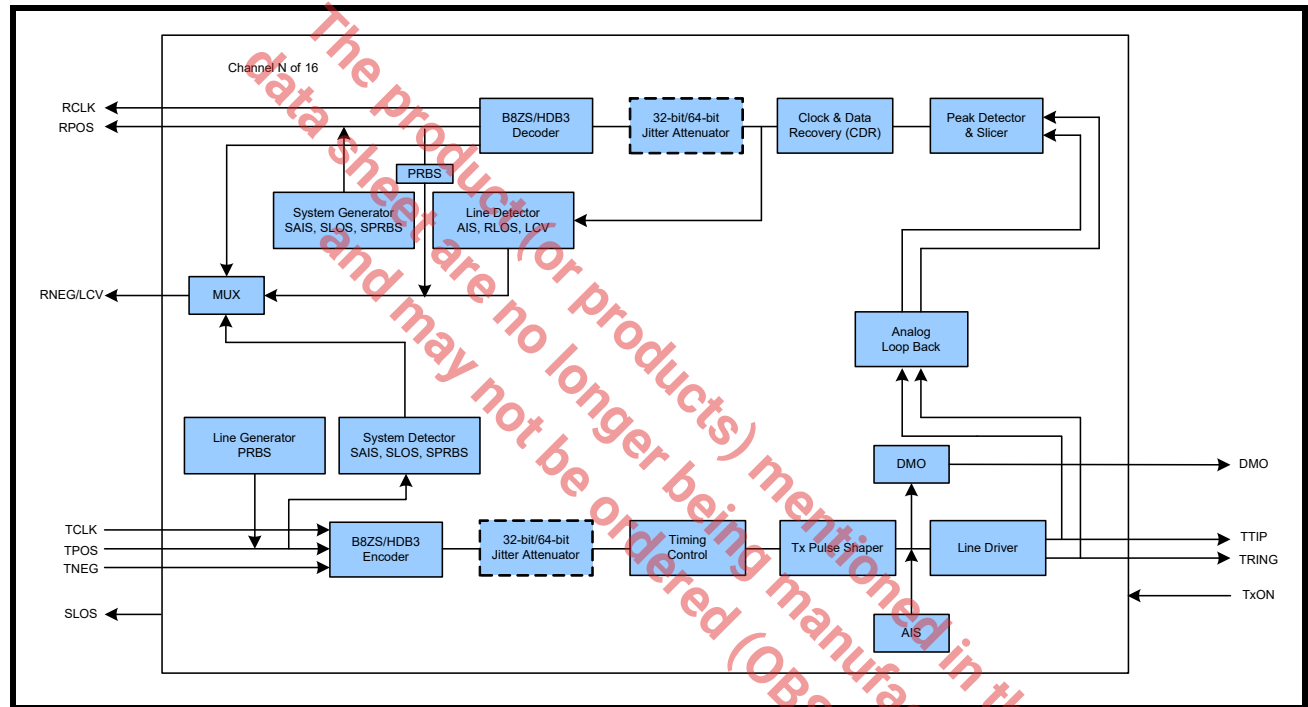 Channel N of 16
RCLK
RPOS
B8ZS/HDB3
Decoder
32-bit/64-bit
Jitter Attenuator
Clock & Data
Recovery (CDR)
Peak Detector
& Slicer
PRBS
System Generator
SAIS, SLOS, SPRBS
Line Detector
AIS, RLOS, LCV
RNEG/LCV
MUX
Analog
Loop Back
Line Generator
PRBS
System Detector
SAIS, SLOS, SPRBS
DMO
DMO
TCLK
TPOS
TNEG
B8ZS/HDB3
Encoder
32-bit/64-bit
Jitter Attenuator
Timing
Control
Tx Pulse Shaper
Line Driver
TTIP
TRING
TxON
SLOS
AIS
The product (or products) mentioned in
data sheet are no longer being
and may not be ordered